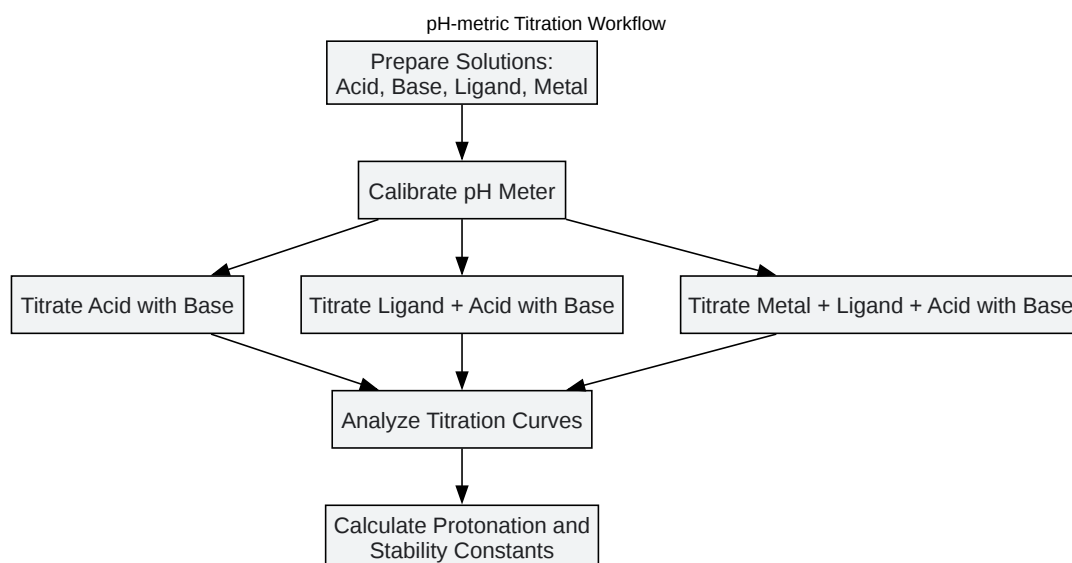 pH-metric Titration Workflow
Prepare Solutions:
Acid, Base, Ligand, Metal
Calibrate pH Meter
Titrate Acid with Base
Titrate Ligand + Acid with Base
Titrate Metal + Ligand + Acid with Base
Analyze Titration Curves
Calculate Protonation and
Stability Constants